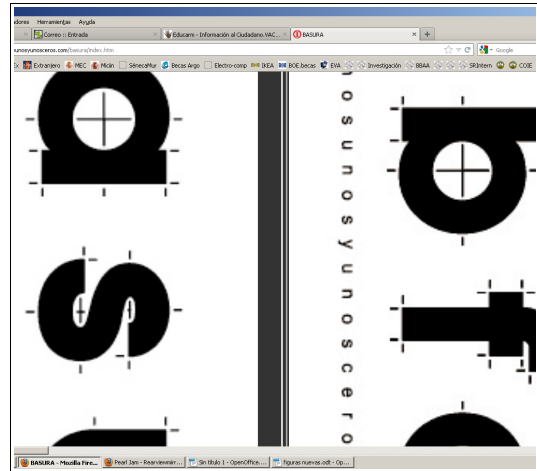 adores Herramientas Ayuda
Correo :: Entrada × Educarm - Información al Ciudadano.VAC... × BASURA × +
unosyunosceros.com/basura/index.htm Google
Extranjero MEC Micin SénecaMur Becas Argo Electro-comp IKEA BOE.becas EVA Investigación BBAA SRIntern COIE
a
s
osunosunosyunoscero
a
f
BASURA - Mozilla Fire... Pearl Jam - Rearviewmirr... Sin título 1 - OpenOffice.... figuras nuevas.odt - Op...